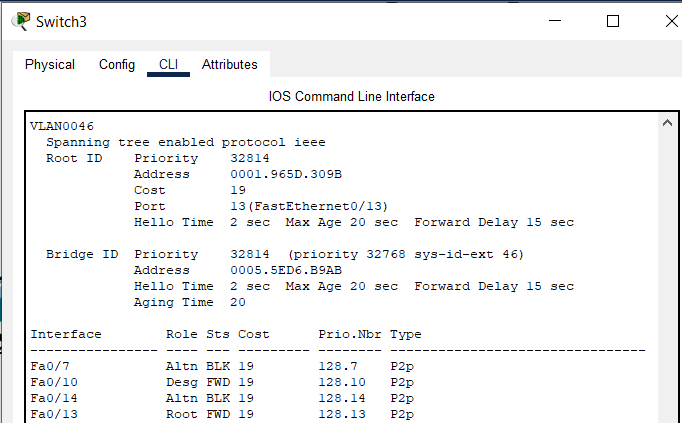 Switch3
Physical Config CLI Attributes
IOS Command Line Interface
VLAN0046
  Spanning tree enabled protocol ieee
  Root ID    Priority    32814
             Address     0001.965D.309B
             Cost        19
             Port        13(FastEthernet0/13)
             Hello Time  2 sec  Max Age 20 sec  Forward Delay 15 sec

  Bridge ID  Priority    32814  (priority 32768 sys-id-ext 46)
             Address     0005.5ED6.B9AB
             Hello Time  2 sec  Max Age 20 sec  Forward Delay 15 sec
             Aging Time  20

Interface        Role Sts Cost      Prio.Nbr Type
---------------- ---- --- --------- -------- --------------------------------
Fa0/7            Altn BLK 19        128.7    P2p
Fa0/10           Desg FWD 19        128.10   P2p
Fa0/14           Altn BLK 19        128.14   P2p
Fa0/13           Root FWD 19        128.13   P2p